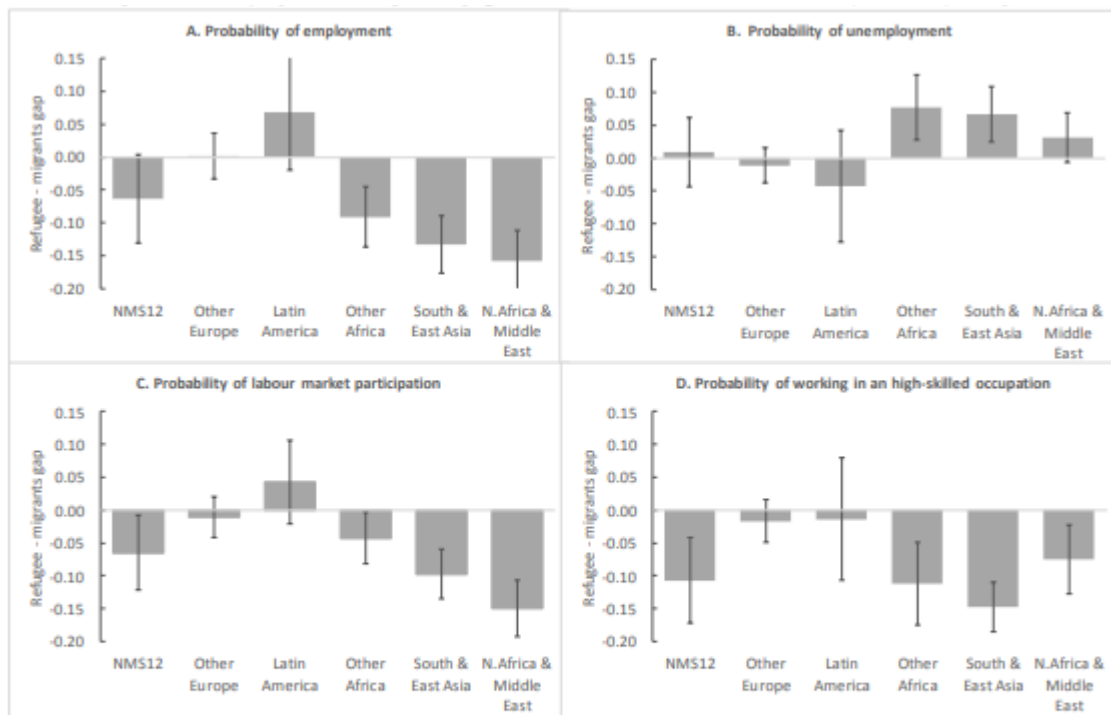 A. Probability of employment
Refugee - migrants gap
0.15
0.10
0.05
0.00
-0.05
-0.10
-0.15
-0.20
NMS12
Other
Europe
Latin
America
Other
Africa
South &
East Asia
N.Africa &
Middle
East
B. Probability of unemployment
Refugee - migrants gap
0.15
0.10
0.05
0.00
-0.05
-0.10
-0.15
-0.20
NMS12
Other
Europe
Latin
America
Other
Africa
South &
East Asia
N.Africa &
Middle
East
C. Probability of labour market participation
Refugee - migrants gap
0.15
0.10
0.05
0.00
-0.05
-0.10
-0.15
-0.20
NMS12
Other
Europe
Latin
America
Other
Africa
South &
East Asia
N.Africa &
Middle
East
D. Probability of working in an high-skilled occupation
Refugee - migrants gap
0.15
0.10
0.05
0.00
-0.05
-0.10
-0.15
-0.20
NMS12
Other
Europe
Latin
America
Other
Africa
South &
East Asia
N.Africa &
Middle
East